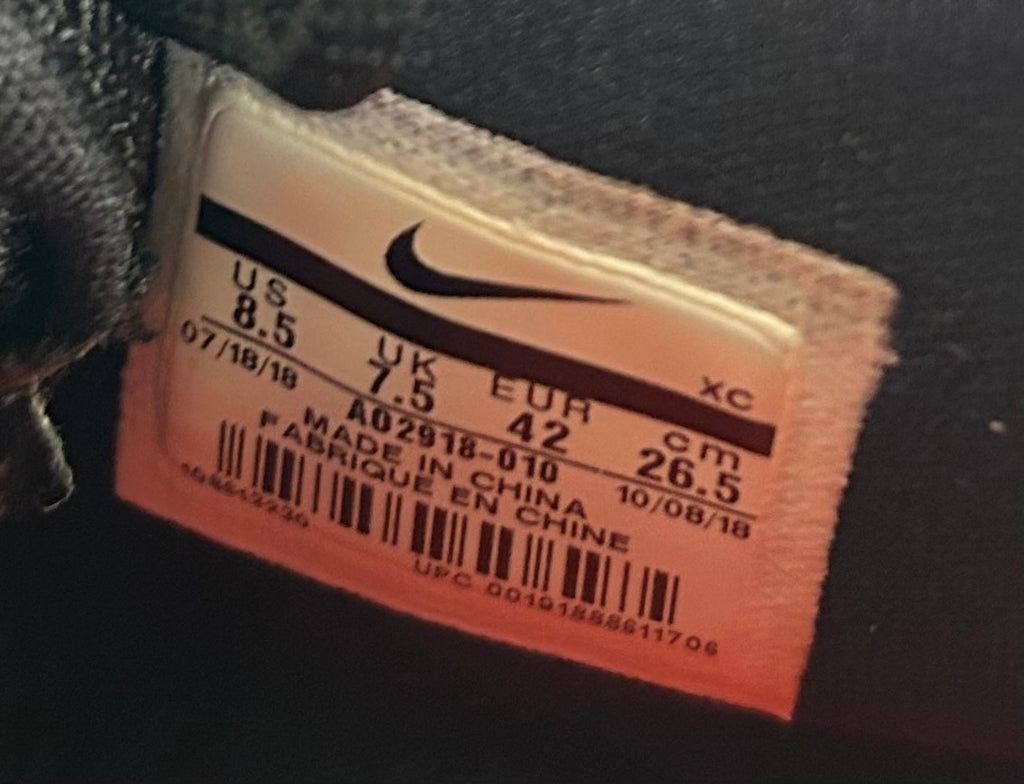 XC
US UK EUR cm
8.5 7.5 42 26.5
07/18/18 AO2918-010 10/08/18
MADE IN CHINA
FABRIQUE EN CHINE
UPC 00191888611706